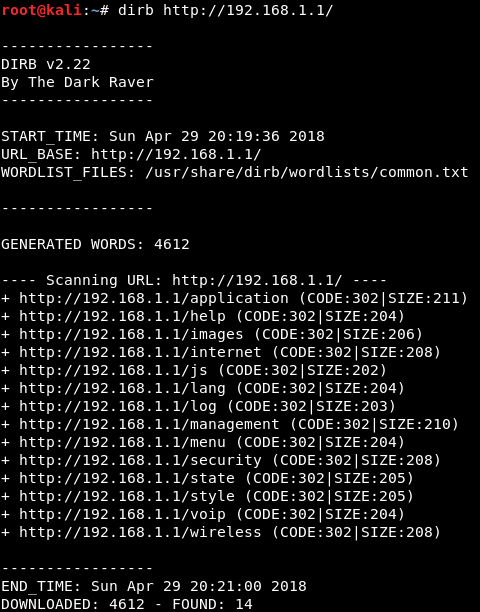 root@kali:~# dirb http://192.168.1.1/
-----------------
DIRB v2.22
By The Dark Raver
-----------------
START_TIME: Sun Apr 29 20:19:36 2018
URL_BASE: http://192.168.1.1/
WORDLIST_FILES: /usr/share/dirb/wordlists/common.txt
-----------------
GENERATED WORDS: 4612
---- Scanning URL: http://192.168.1.1/ ----
+ http://192.168.1.1/application (CODE:302|SIZE:211)
+ http://192.168.1.1/help (CODE:302|SIZE:204)
+ http://192.168.1.1/images (CODE:302|SIZE:206)
+ http://192.168.1.1/internet (CODE:302|SIZE:208)
+ http://192.168.1.1/js (CODE:302|SIZE:202)
+ http://192.168.1.1/lang (CODE:302|SIZE:204)
+ http://192.168.1.1/log (CODE:302|SIZE:203)
+ http://192.168.1.1/management (CODE:302|SIZE:210)
+ http://192.168.1.1/menu (CODE:302|SIZE:204)
+ http://192.168.1.1/security (CODE:302|SIZE:208)
+ http://192.168.1.1/state (CODE:302|SIZE:205)
+ http://192.168.1.1/style (CODE:302|SIZE:205)
+ http://192.168.1.1/voip (CODE:302|SIZE:204)
+ http://192.168.1.1/wireless (CODE:302|SIZE:208)
-----------------
END_TIME: Sun Apr 29 20:21:00 2018
DOWNLOADED: 4612 - FOUND: 14